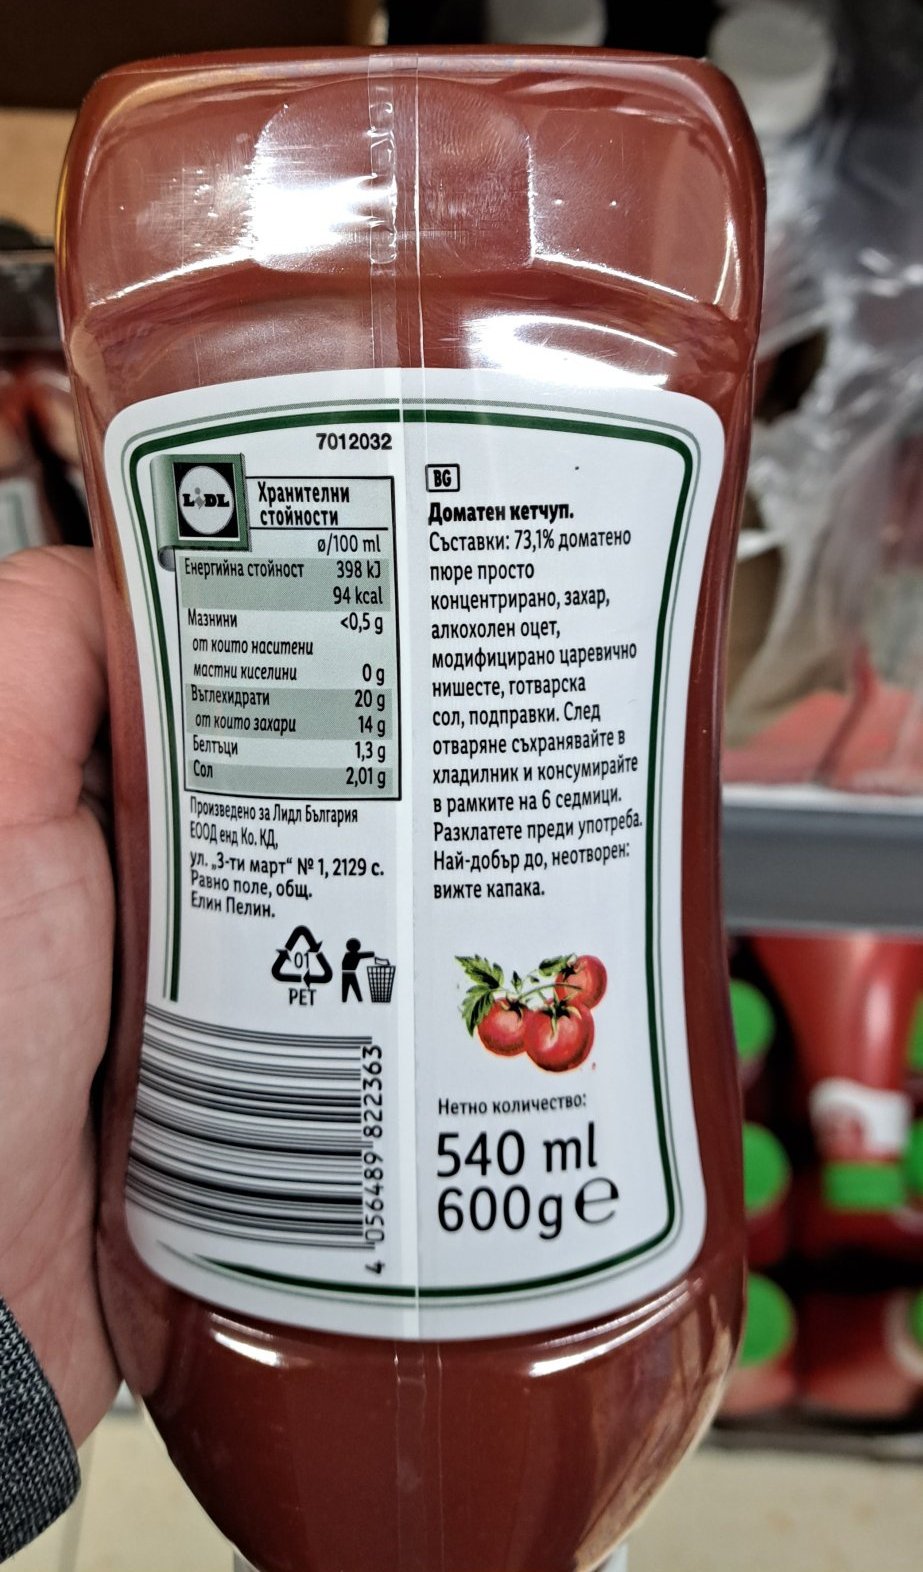 7012032
LIDL
Хранителни
стойности
ø/100 ml
Енергийна стойност 398 kJ
94 kcal
Мазнини <0,5 g
от които наситени
мастни киселини 0 g
Въглехидрати 20 g
от които захари 14 g
Белтъци 1,3 g
Сол 2,01 g
Произведено за Лидл България
ЕООД енд Ко. КД,
ул. „3-ти март“ № 1, 2129 с.
Равно поле, общ.
Елин Пелин.
01
PET
4 056489 822363
BG
Доматен кетчуп.
Съставки: 73,1% доматено
пюре просто
концентрирано, захар,
алкохолен оцет,
модифицирано царевично
нишесте, готварска
сол, подправки. След
отваряне съхранявайте в
хладилник и консумирайте
в рамките на 6 седмици.
Разклатете преди употреба.
Най-добър до, неотворен:
вижте капака.
Нетно количество:
540 ml
600g e